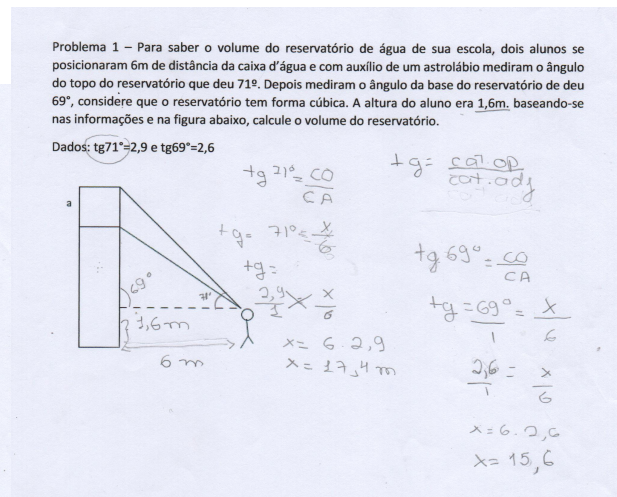 Problema 1 – Para saber o volume do reservatório de água de sua escola, dois alunos se
posicionaram 6m de distância da caixa d'água e com auxílio de um astrolábio mediram o ângulo
do topo do reservatório que deu 71º. Depois mediram o ângulo da base do reservatório de deu
69°, considere que o reservatório tem forma cúbica. A altura do aluno era 1,6m. baseando-se
nas informações e na figura abaixo, calcule o volume do reservatório.
Dados: tg71°=2,9 e tg69°=2,6
a
69°
71°
1,6 m
6 m
tg 71° = CO
CA
tg = 71° = x
6
tg =
2,9 x
1 6
x = 6 . 2,9
x = 17,4 m
tg = cat.op
cat.adj
tg 69° = CO
CA
tg = 69° = x
1 6
2,6 = x
1 6
x = 6 . 2,6
x = 15,6